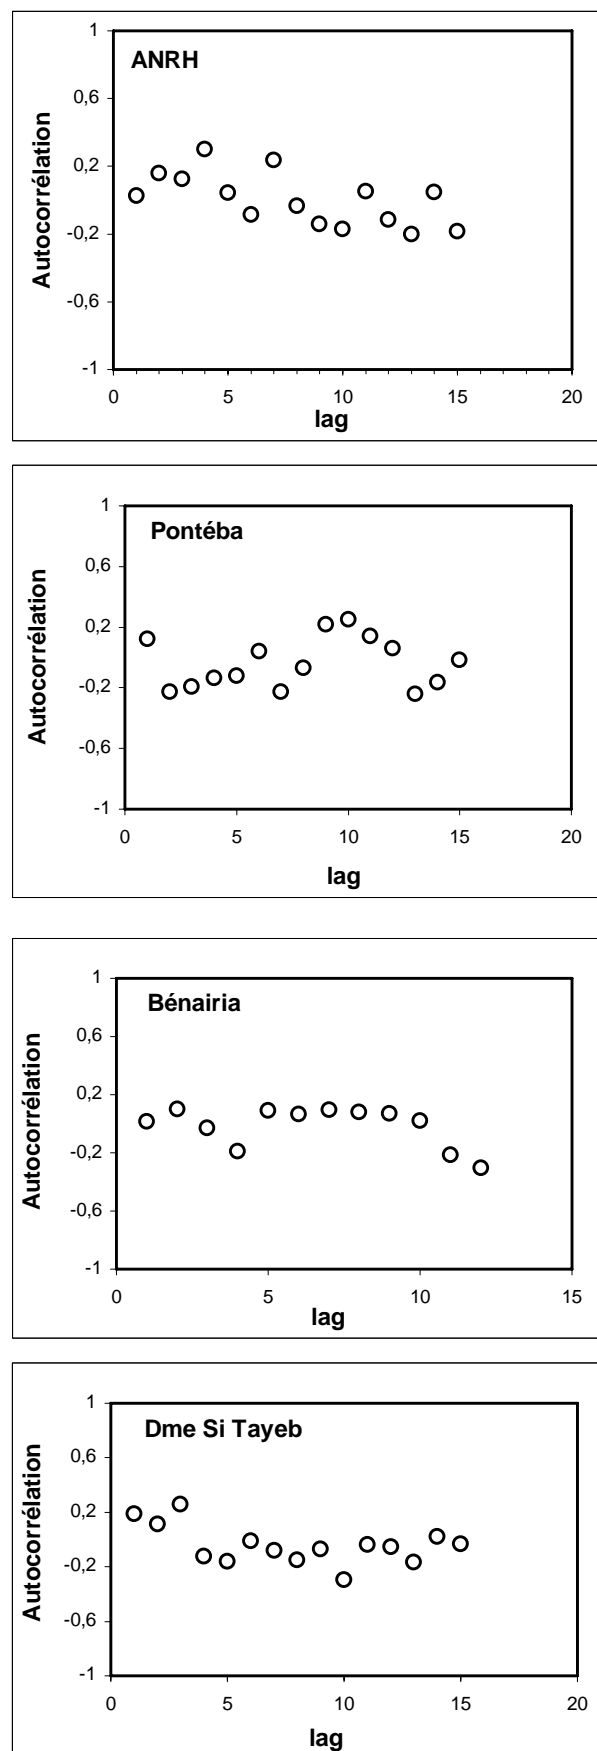 ANRH
Autocorrélation
1
0,6
0,2
-0,2
-0,6
-1
0 5 10 15 20
lag
Pontéba
Autocorrélation
1
0,6
0,2
-0,2
-0,6
-1
0 5 10 15 20
lag
Bénairia
Autocorrélation
1
0,6
0,2
-0,2
-0,6
-1
0 5 10 15
lag
Dme Si Tayeb
Autocorrélation
1
0,6
0,2
-0,2
-0,6
-1
0 5 10 15 20
lag